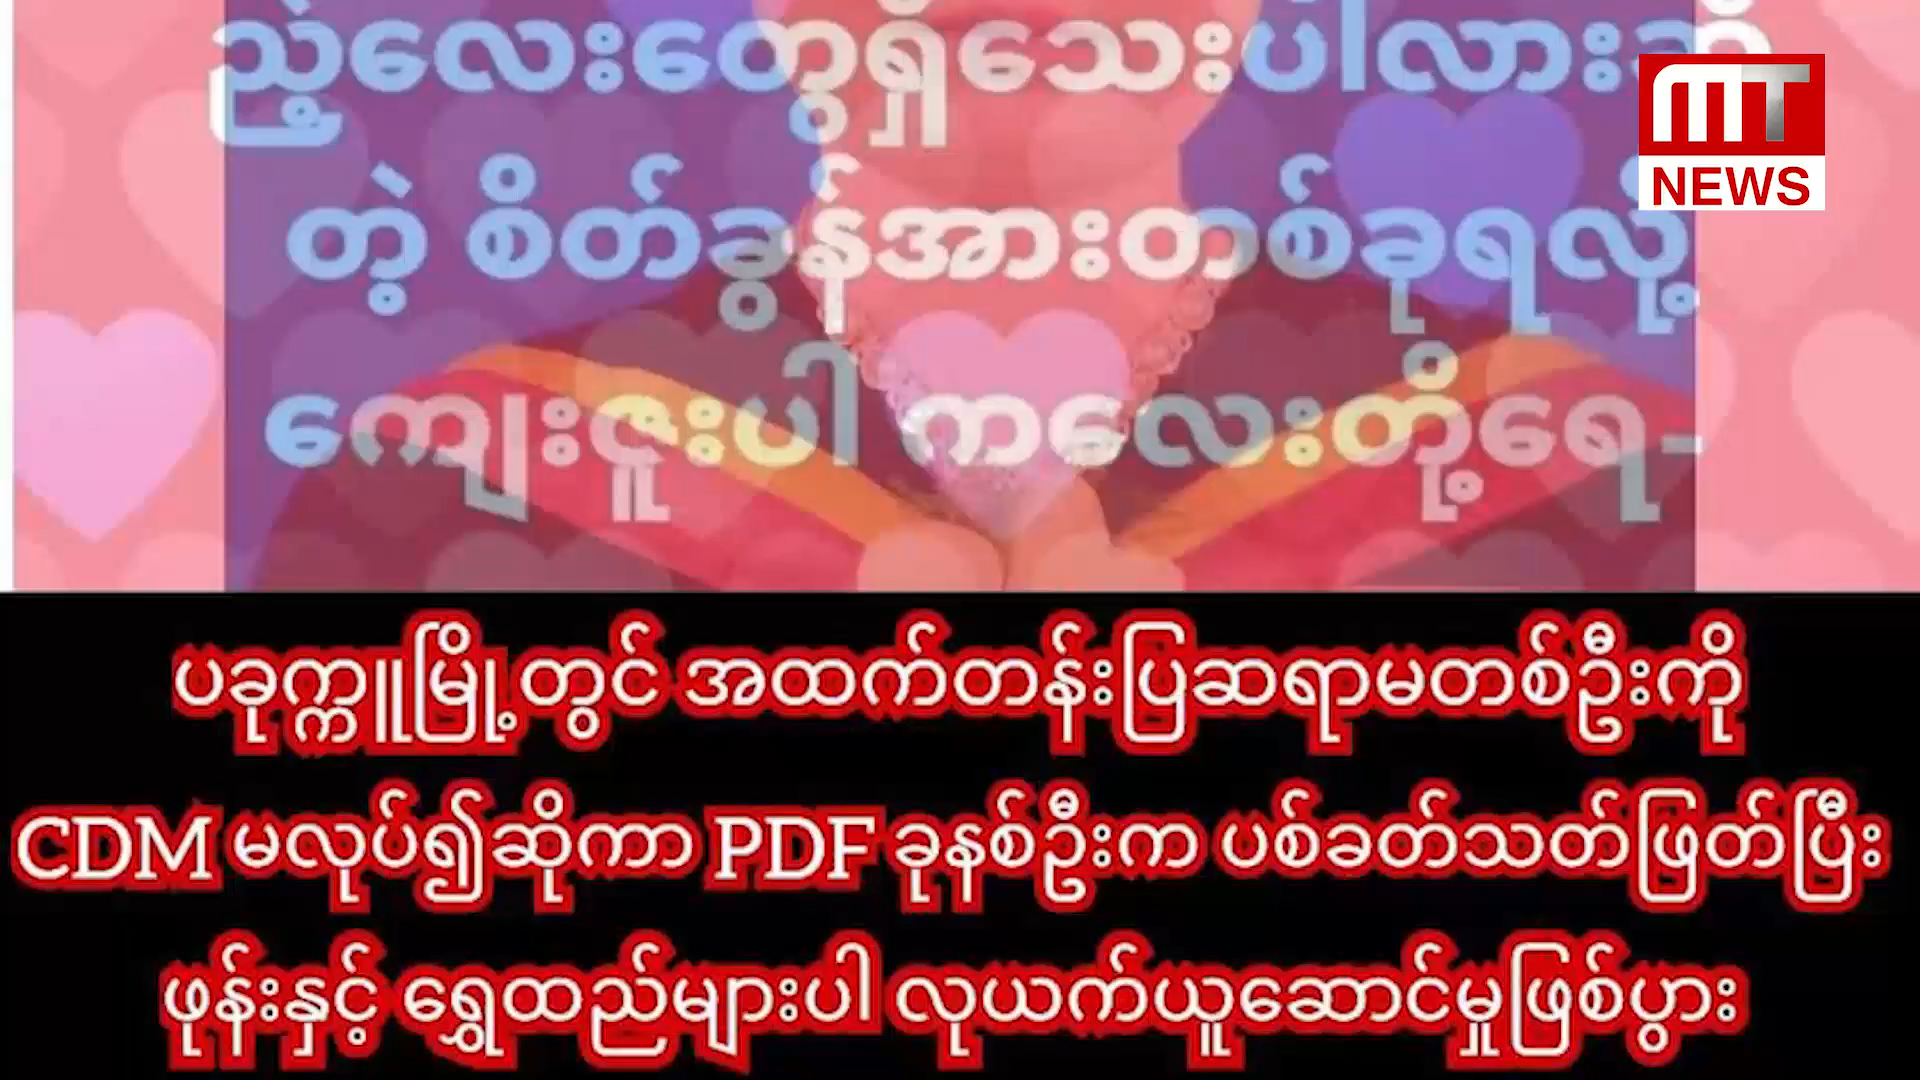 ည့်လေးတွေရှိသေးပါလားဆို
MT
NEWS
တဲ့ စိတ်ခွန်အားတစ်ခုရလို့
ကျေးဇူးပါ ကလေးတို့ရေ-
ပခုက္ကူမြို့တွင် အထက်တန်းပြဆရာမတစ်ဦးကို
CDM မလုပ်၍ဆိုကာ PDF ခုနစ်ဦးက ပစ်ခတ်သတ်ဖြတ်ပြီး
ဖုန်းနှင့် ရွှေထည်များပါ လုယက်ယူဆောင်မှုဖြစ်ပွား